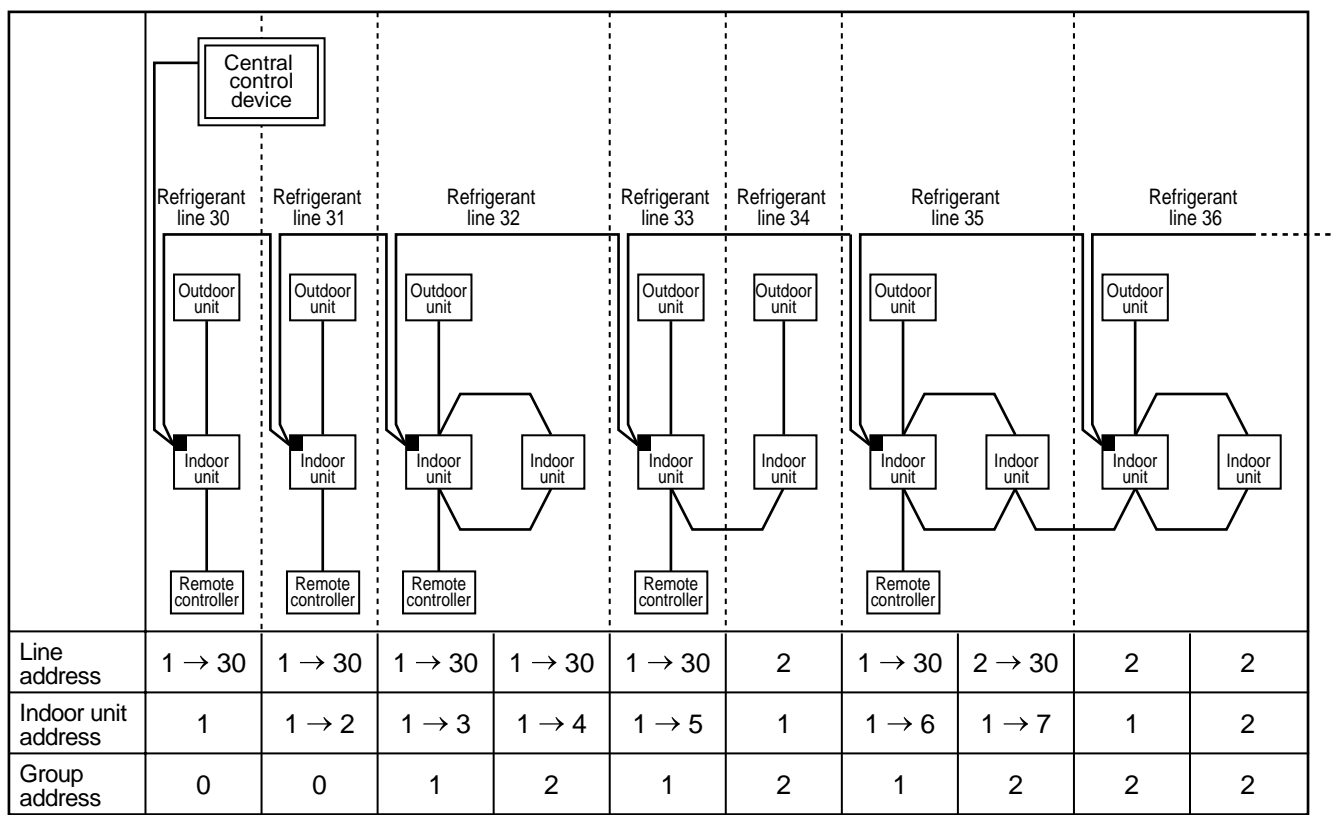 Central
control
device
Refrigerant
line 30
Refrigerant
line 31
Refrigerant
line 32
Refrigerant
line 33
Refrigerant
line 34
Refrigerant
line 35
Refrigerant
line 36
Outdoor
unit
Outdoor
unit
Outdoor
unit
Outdoor
unit
Outdoor
unit
Outdoor
unit
Outdoor
unit
Indoor
unit
Indoor
unit
Indoor
unit
Indoor
unit
Indoor
unit
Indoor
unit
Indoor
unit
Indoor
unit
Indoor
unit
Indoor
unit
Remote
controller
Remote
controller
Remote
controller
Remote
controller
Remote
controller
Line
address
1 → 30 1 → 30 1 → 30 1 → 30 1 → 30 2 1 → 30 2 → 30 2 2
Indoor unit
address
1 1 → 2 1 → 3 1 → 4 1 → 5 1 1 → 6 1 → 7 1 2
Group
address
0 0 1 2 1 2 1 2 2 2